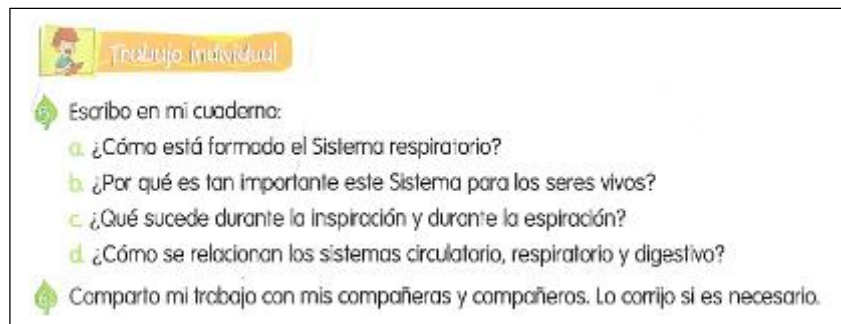 Trabajo individual
5 Escribo en mi cuaderno:
a. ¿Cómo está formado el Sistema respiratorio?
b. ¿Por qué es tan importante este Sistema para los seres vivos?
c. ¿Qué sucede durante la inspiración y durante la espiración?
d. ¿Cómo se relacionan los sistemas circulatorio, respiratorio y digestivo?
6 Comparto mi trabajo con mis compañeras y compañeros. Lo corrijo si es necesario.